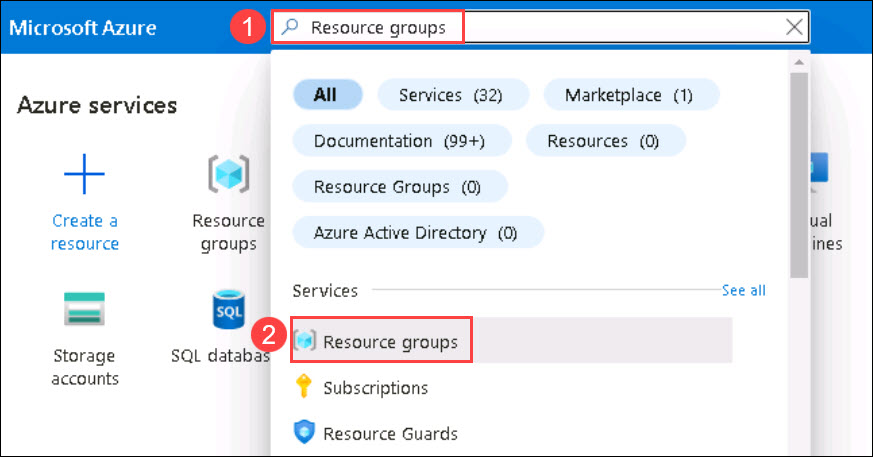 Microsoft Azure
1
Resource groups
Azure services
All
Services (32)
Marketplace (1)
Documentation (99+)
Resources (0)
Resource Groups (0)
Azure Active Directory (0)
Create a
resource
Resource
groups
Services
See all
Storage
accounts
SQL
SQL databas
2
Resource groups
Subscriptions
Resource Guards